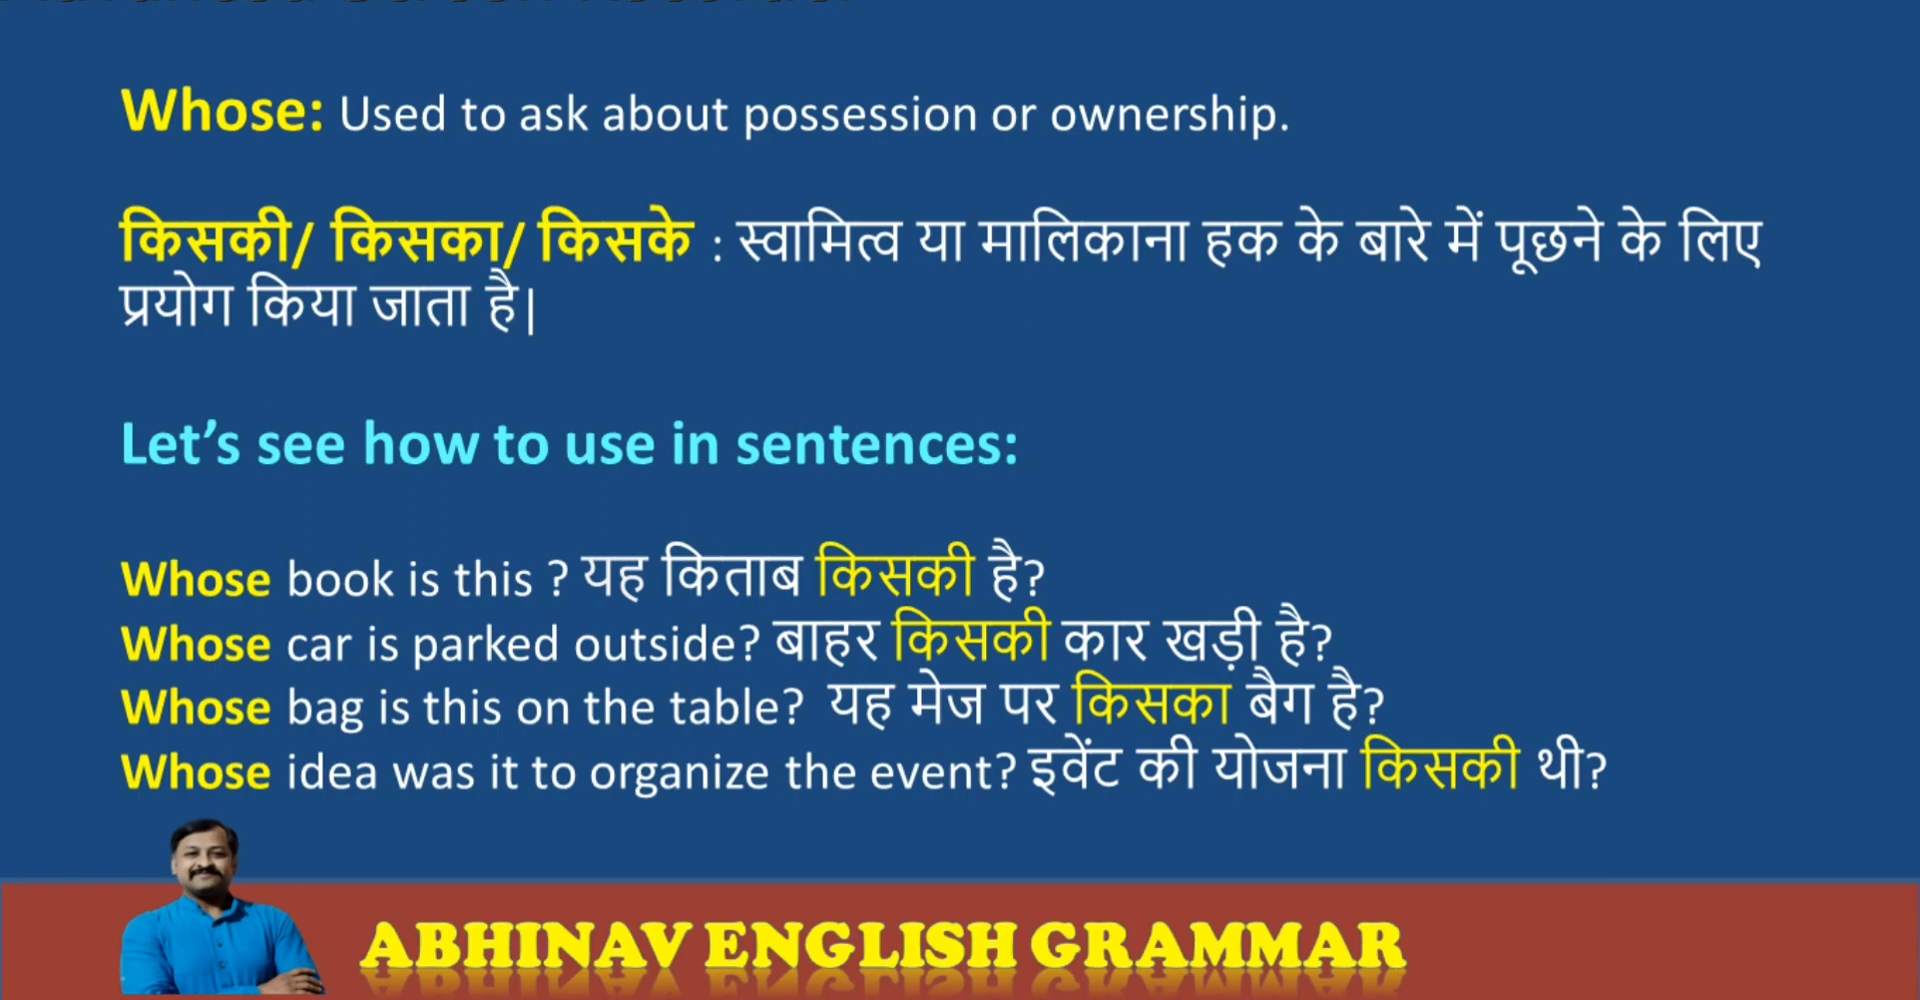 Whose: Used to ask about possession or ownership.
किसकी/ किसका/ किसके : स्वामित्व या मालिकाना हक के बारे में पूछने के लिए
प्रयोग किया जाता है|
Let’s see how to use in sentences:
Whose book is this ? यह किताब किसकी है?
Whose car is parked outside? बाहर किसकी कार खड़ी है?
Whose bag is this on the table? यह मेज पर किसका बैग है?
Whose idea was it to organize the event? इवेंट की योजना किसकी थी?
ABHINAV ENGLISH GRAMMAR